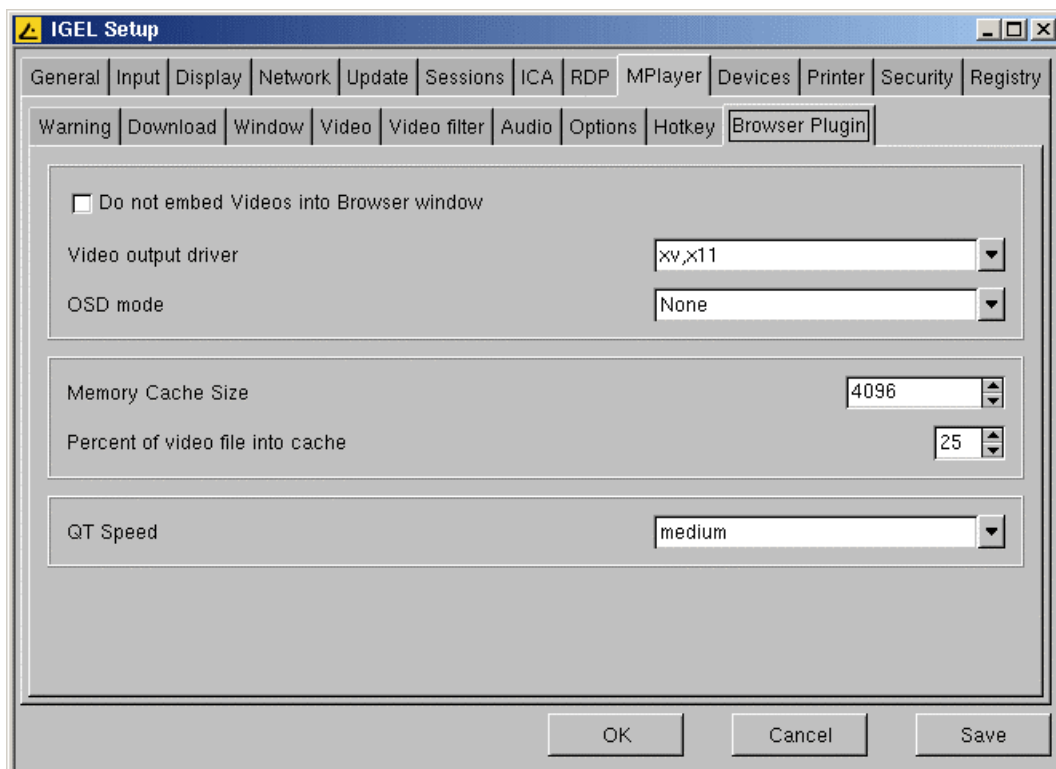 IGEL Setup
General Input Display Network Update Sessions ICA RDP MPlayer Devices Printer Security Registry
Warning Download Window Video Video filter Audio Options Hotkey Browser Plugin
Do not embed Videos into Browser window
Video output driver xv,x11
OSD mode None
Memory Cache Size 4096
Percent of video file into cache 25
QT Speed medium
OK Cancel Save